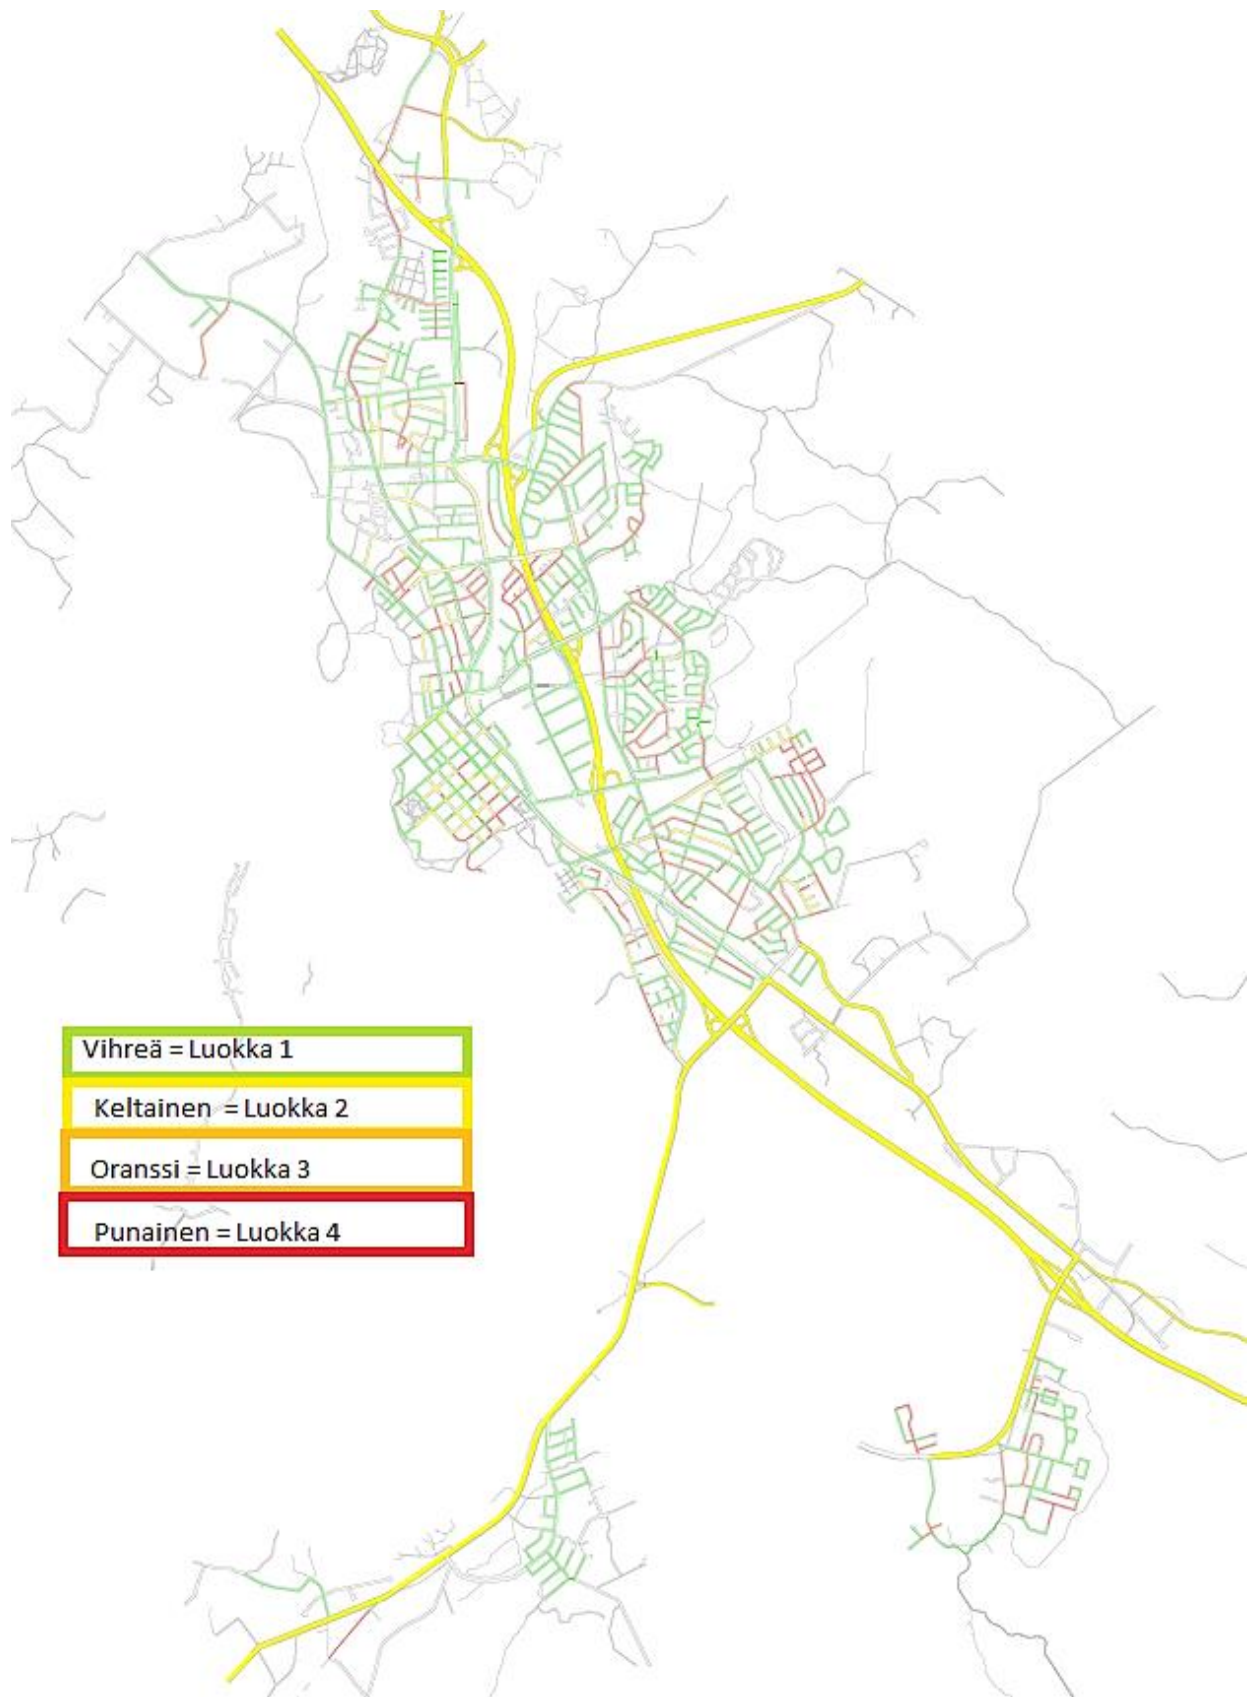 Vihreä = Luokka 1
Keltainen = Luokka 2
Oranssi = Luokka 3
Punainen = Luokka 4